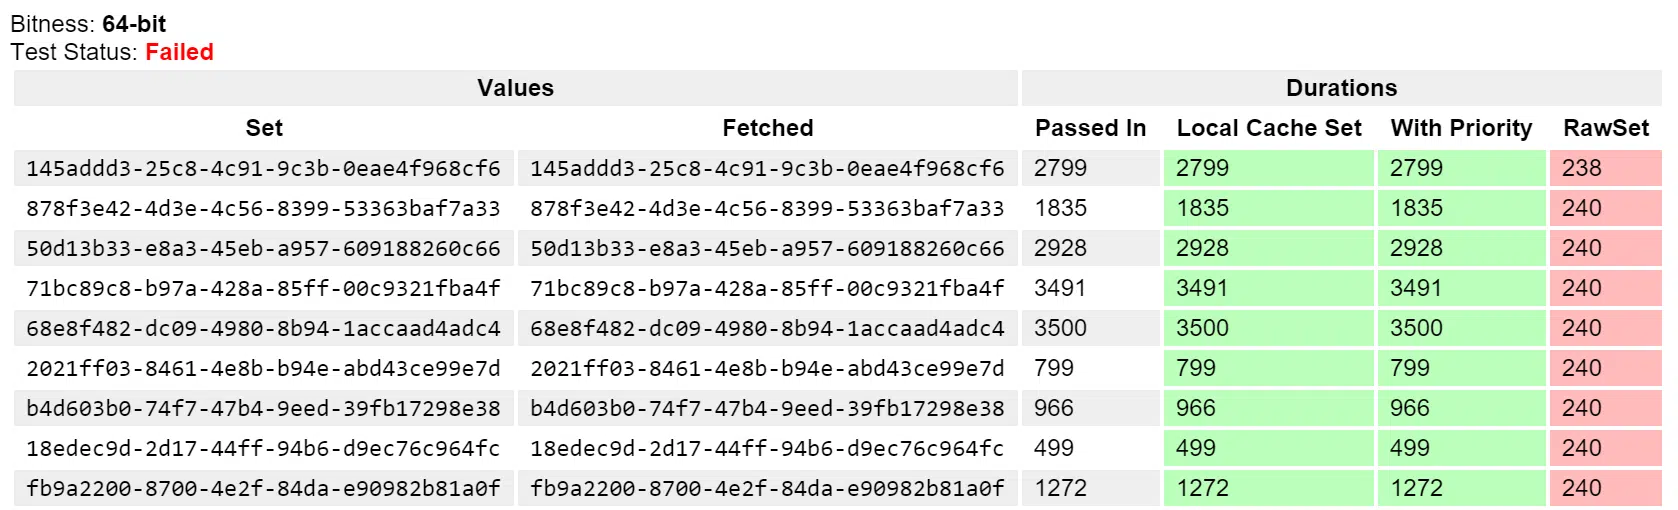 Bitness: 64-bit
Test Status: Failed
Values Durations
Set Fetched Passed In Local Cache Set With Priority RawSet
145addd3-25c8-4c91-9c3b-0eae4f968cf6 145addd3-25c8-4c91-9c3b-0eae4f968cf6 2799 2799 2799 238
878f3e42-4d3e-4c56-8399-53363baf7a33 878f3e42-4d3e-4c56-8399-53363baf7a33 1835 1835 1835 240
50d13b33-e8a3-45eb-a957-609188260c66 50d13b33-e8a3-45eb-a957-609188260c66 2928 2928 2928 240
71bc89c8-b97a-428a-85ff-00c9321fba4f 71bc89c8-b97a-428a-85ff-00c9321fba4f 3491 3491 3491 240
68e8f482-dc09-4980-8b94-1accaad4adc4 68e8f482-dc09-4980-8b94-1accaad4adc4 3500 3500 3500 240
2021ff03-8461-4e8b-b94e-abd43ce99e7d 2021ff03-8461-4e8b-b94e-abd43ce99e7d 799 799 799 240
b4d603b0-74f7-47b4-9eed-39fb17298e38 b4d603b0-74f7-47b4-9eed-39fb17298e38 966 966 966 240
18edec9d-2d17-44ff-94b6-d9ec76c964fc 18edec9d-2d17-44ff-94b6-d9ec76c964fc 499 499 499 240
fb9a2200-8700-4e2f-84da-e90982b81a0f fb9a2200-8700-4e2f-84da-e90982b81a0f 1272 1272 1272 240